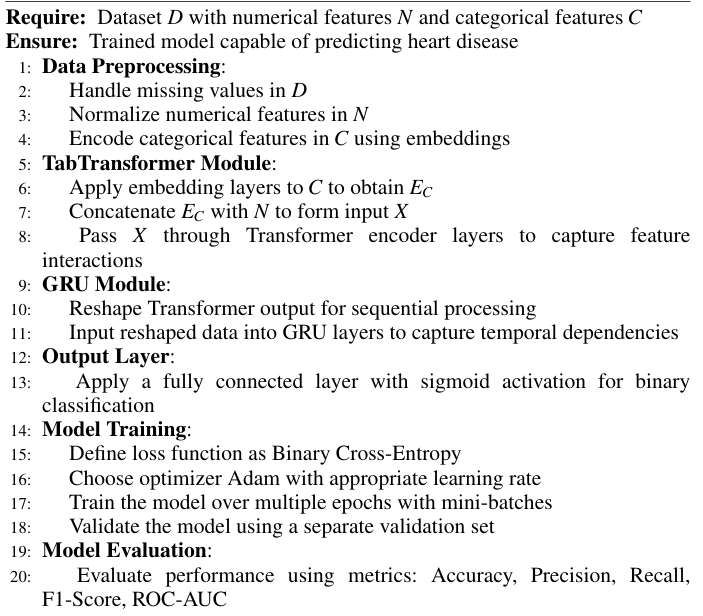 Require: Dataset D with numerical features N and categorical features C
Ensure: Trained model capable of predicting heart disease
1: Data Preprocessing:
2: Handle missing values in D
3: Normalize numerical features in N
4: Encode categorical features in C using embeddings
5: TabTransformer Module:
6: Apply embedding layers to C to obtain E_C
7: Concatenate E_C with N to form input X
8: Pass X through Transformer encoder layers to capture feature
interactions
9: GRU Module:
10: Reshape Transformer output for sequential processing
11: Input reshaped data into GRU layers to capture temporal dependencies
12: Output Layer:
13: Apply a fully connected layer with sigmoid activation for binary
classification
14: Model Training:
15: Define loss function as Binary Cross-Entropy
16: Choose optimizer Adam with appropriate learning rate
17: Train the model over multiple epochs with mini-batches
18: Validate the model using a separate validation set
19: Model Evaluation:
20: Evaluate performance using metrics: Accuracy, Precision, Recall,
F1-Score, ROC-AUC